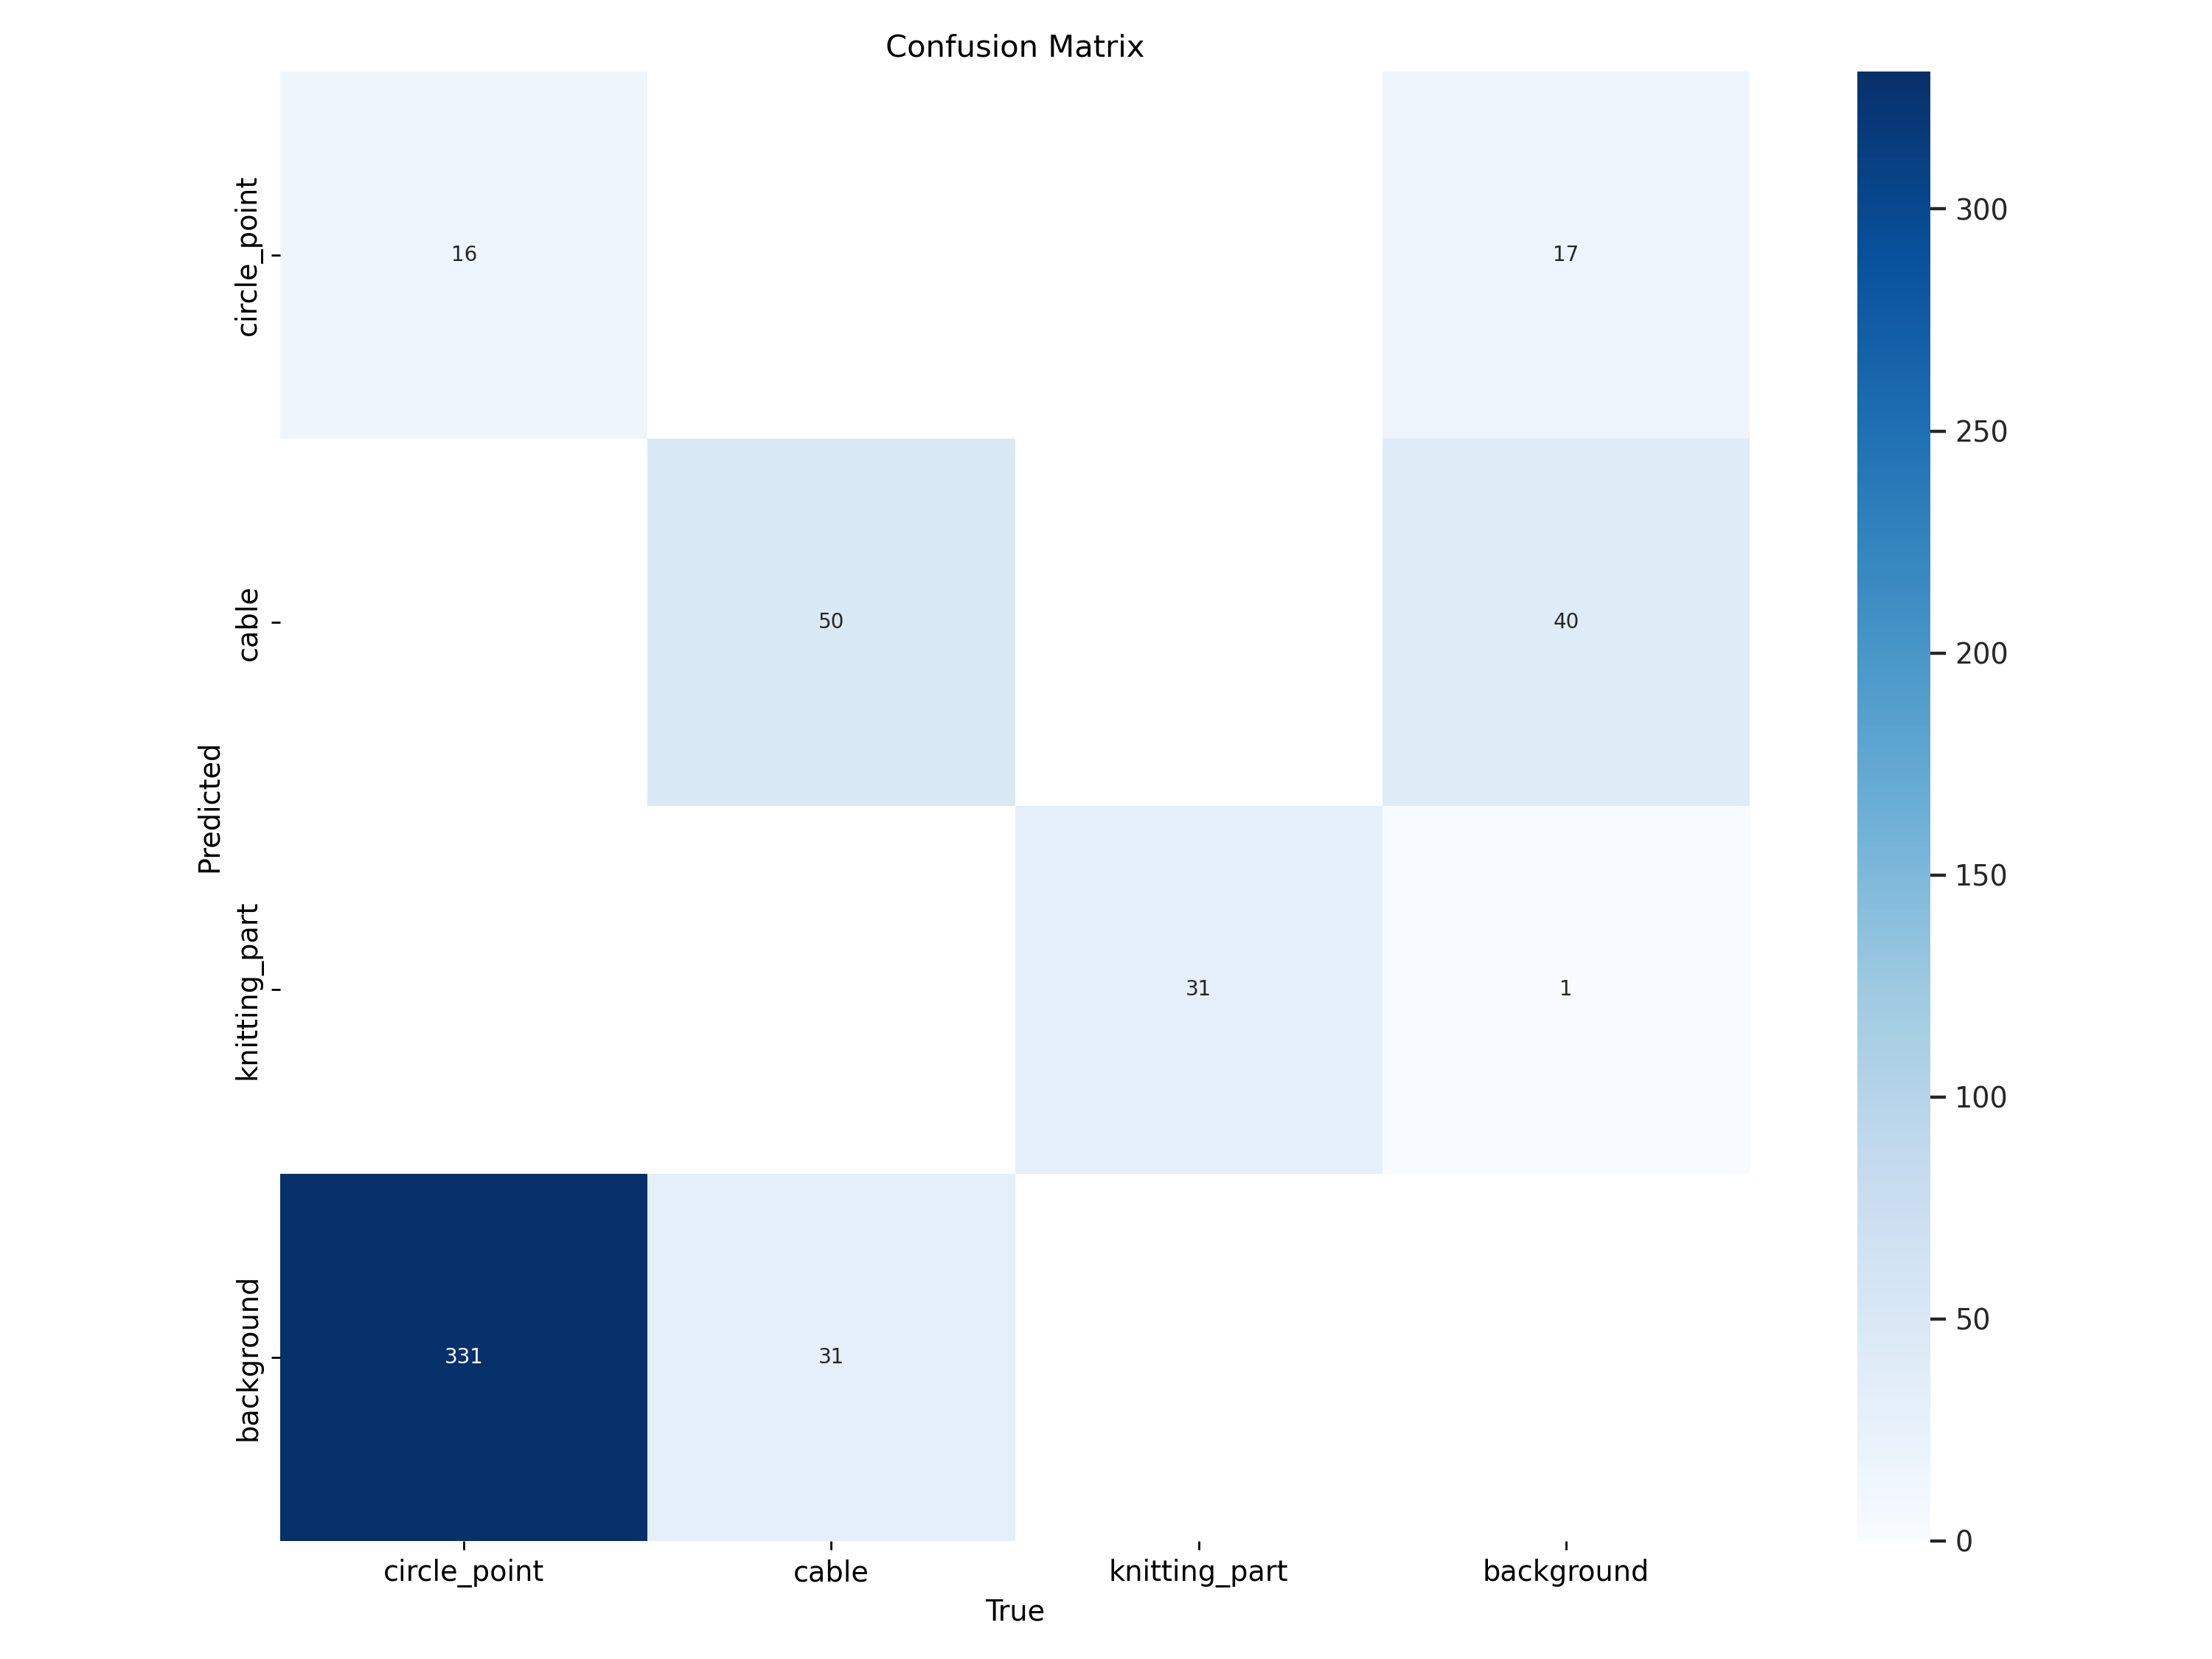 Confusion Matrix
circle_point
16
17
cable
50
40
knitting_part
31
1
background
331
31
circle_point
cable
knitting_part
background
True
Predicted
300
250
200
150
100
50
0